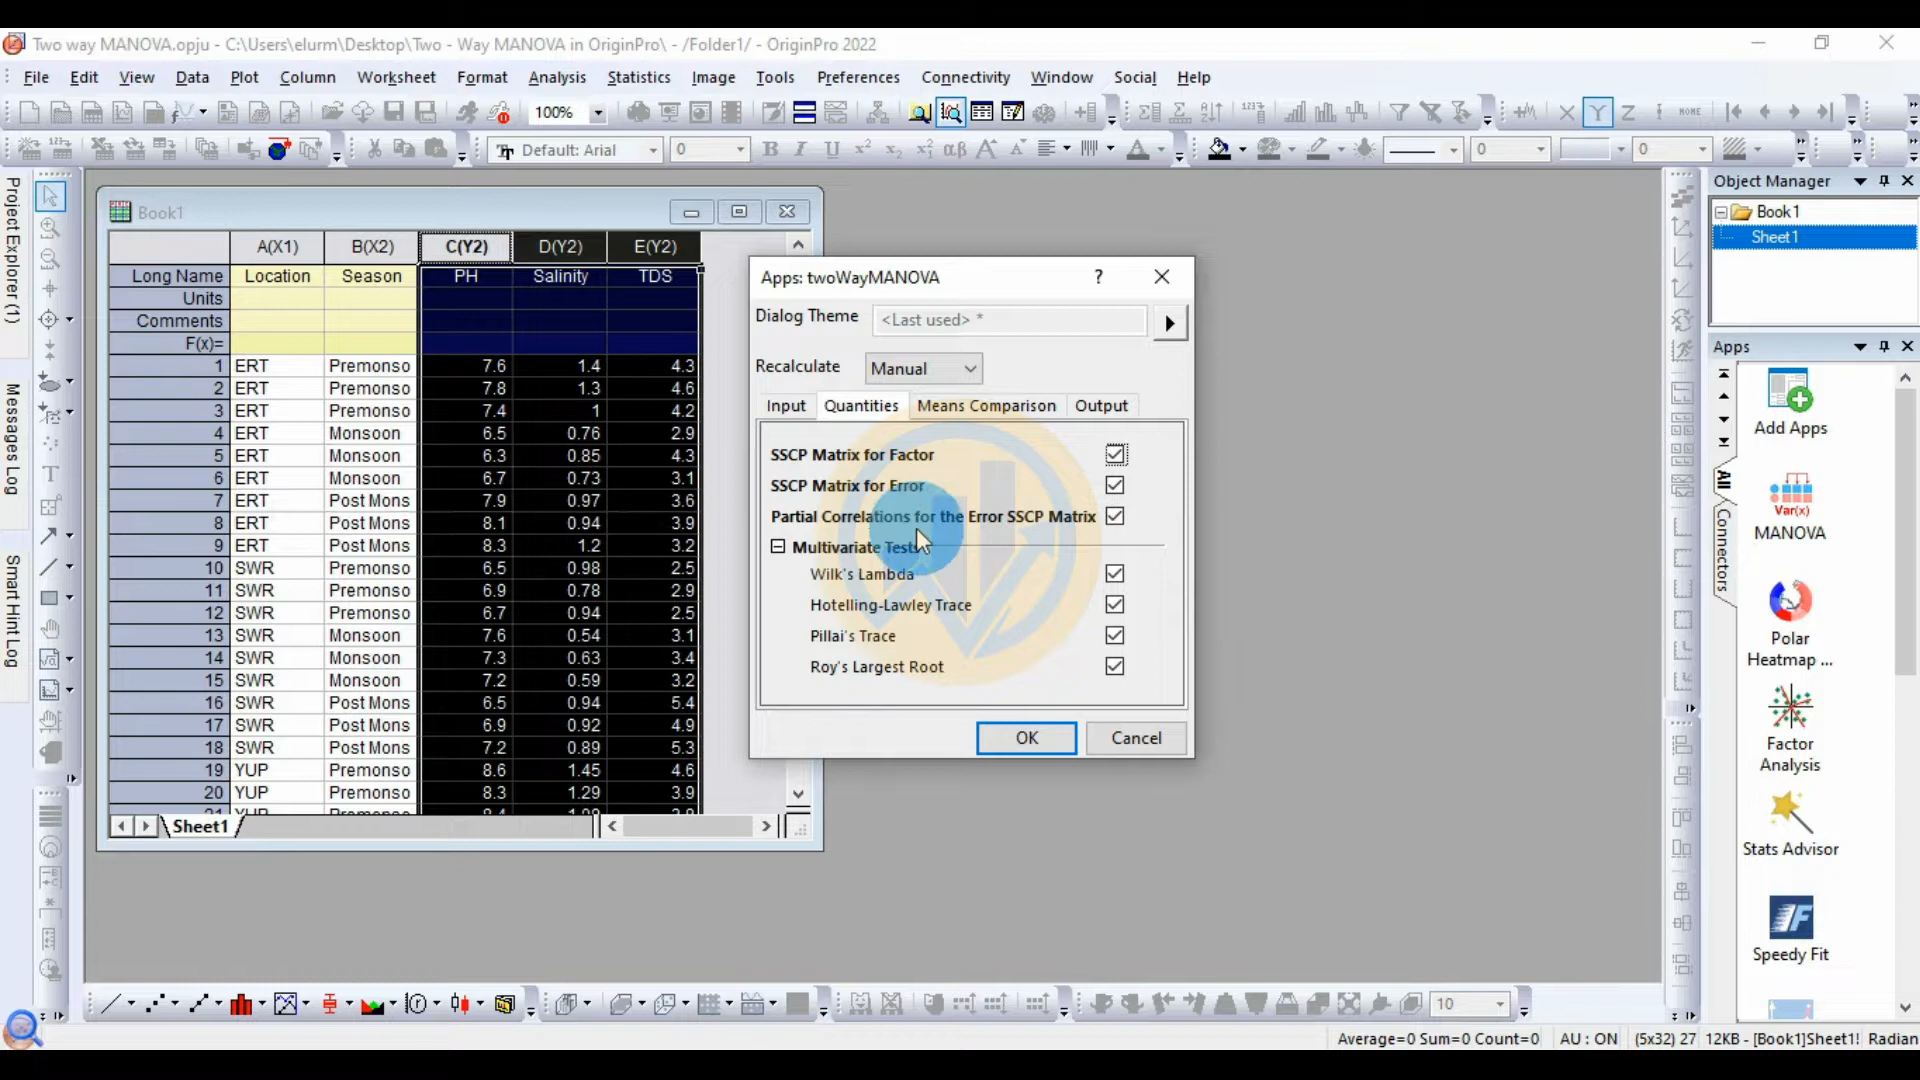 Two way MANOVA.opju - C:\Users\elurm\Desktop\Two - Way MANOVA in OriginPro\ - /Folder1/ - OriginPro 2022
File Edit View Data Plot Column Worksheet Format Analysis Statistics Image Tools Preferences Connectivity Window Social Help
100%
Default: Arial 0 B I U 0 0
Project Explorer (1)
Messages Log
Smart Hint Log
Book1
A(X1) B(X2) C(Y2) D(Y2) E(Y2)
Long Name Location Season PH Salinity TDS
Units
Comments
F(x)=
1 ERT Premonso 7.6 1.4 4.3
2 ERT Premonso 7.8 1.3 4.6
3 ERT Premonso 7.4 1 4.2
4 ERT Monsoon 6.5 0.76 2.9
5 ERT Monsoon 6.3 0.85 4.3
6 ERT Monsoon 6.7 0.73 3.1
7 ERT Post Mons 7.9 0.97 3.6
8 ERT Post Mons 8.1 0.94 3.9
9 ERT Post Mons 8.3 1.2 3.2
10 SWR Premonso 6.5 0.98 2.5
11 SWR Premonso 6.9 0.78 2.9
12 SWR Premonso 6.7 0.94 2.5
13 SWR Monsoon 7.6 0.54 3.1
14 SWR Monsoon 7.3 0.63 3.4
15 SWR Monsoon 7.2 0.59 3.2
16 SWR Post Mons 6.5 0.94 5.4
17 SWR Post Mons 6.9 0.92 4.9
18 SWR Post Mons 7.2 0.89 5.3
19 YUP Premonso 8.6 1.45 4.6
20 YUP Premonso 8.3 1.29 3.9
Sheet1
Apps: twoWayMANOVA ?
Dialog Theme <Last used> *
Recalculate Manual
Input Quantities Means Comparison Output
SSCP Matrix for Factor
SSCP Matrix for Error
Partial Correlations for the Error SSCP Matrix
Multivariate Tests
Wilk's Lambda
Hotelling-Lawley Trace
Pillai's Trace
Roy's Largest Root
OK Cancel
Object Manager
Book1
Sheet1
Apps
All
Connectors
Add Apps
Var(x)
MANOVA
Polar
Heatmap ...
Factor
Analysis
Stats Advisor
Speedy Fit
10
Average=0 Sum=0 Count=0 AU : ON (5x32) 27 12KB - [Book1]Sheet1! Radian